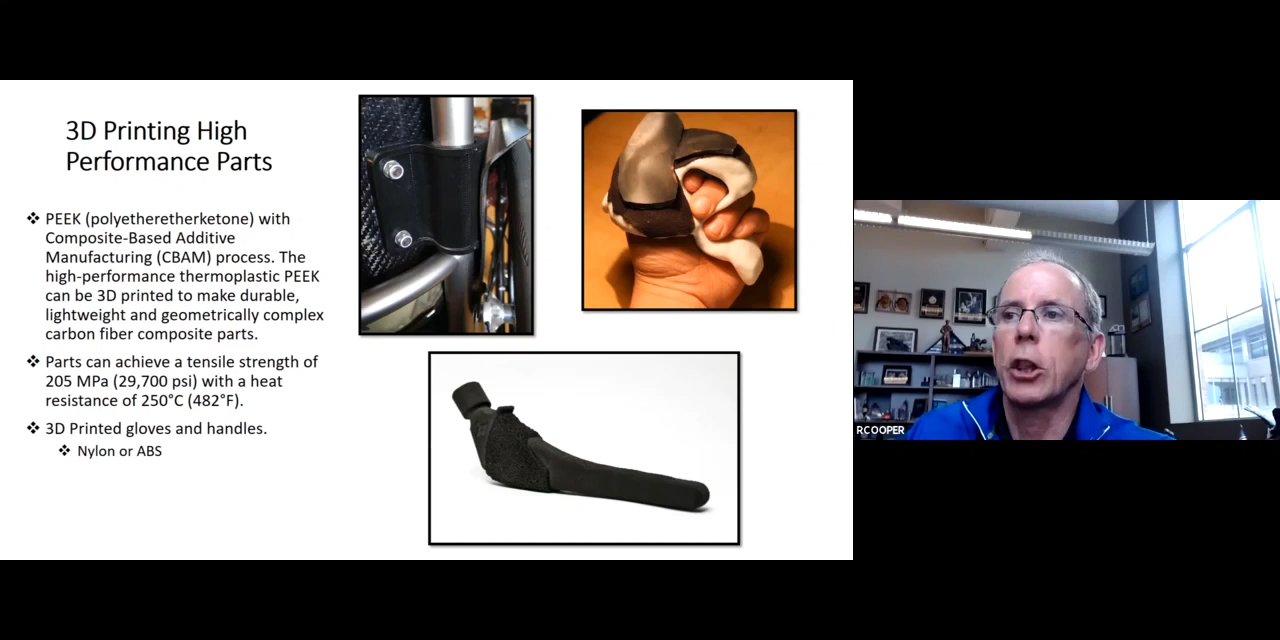 3D Printing High
Performance Parts
❖ PEEK (polyetheretherketone) with
Composite-Based Additive
Manufacturing (CBAM) process. The
high-performance thermoplastic PEEK
can be 3D printed to make durable,
lightweight and geometrically complex
carbon fiber composite parts.
❖ Parts can achieve a tensile strength of
205 MPa (29,700 psi) with a heat
resistance of 250°C (482°F).
❖ 3D Printed gloves and handles.
❖ Nylon or ABS
RCOOPER